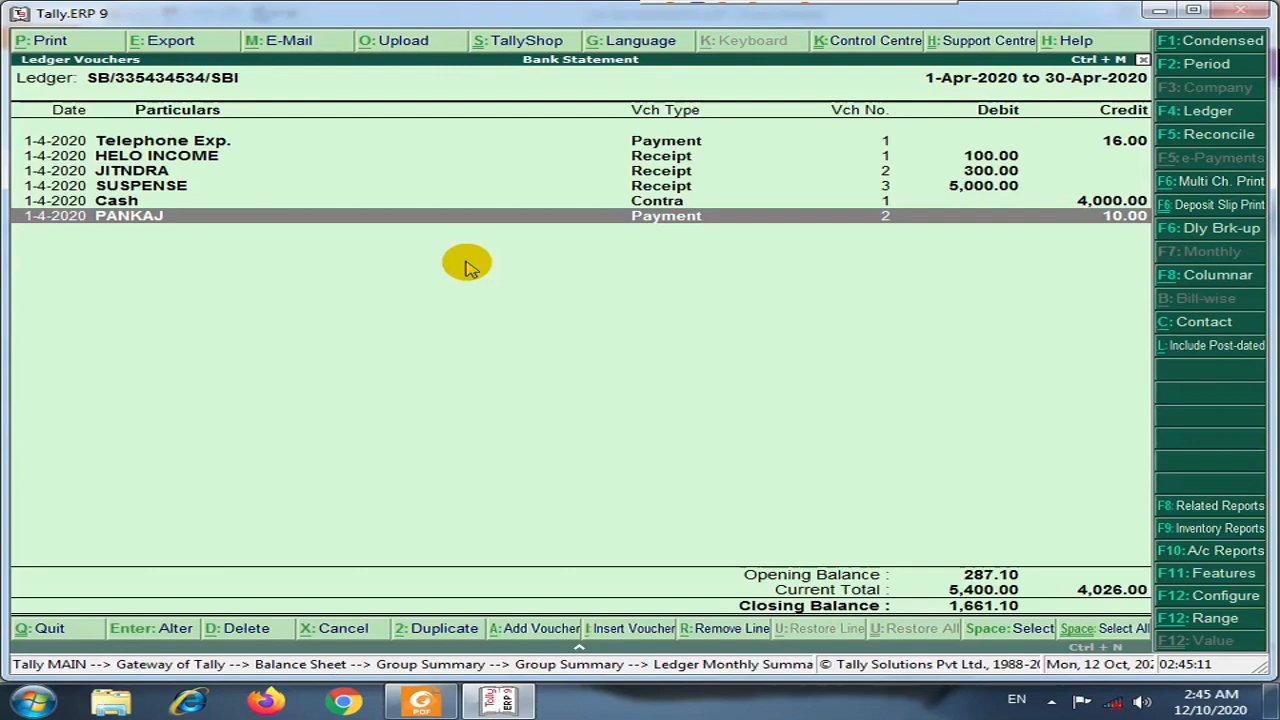 Tally.ERP 9
P: Print E: Export M: E-Mail O: Upload S: TallyShop G: Language K: Keyboard K: Control Centre H: Support Centre H: Help
Ledger Vouchers Bank Statement Ctrl + M
Ledger: SB/335434534/SBI 1-Apr-2020 to 30-Apr-2020
Date Particulars Vch Type Vch No. Debit Credit
1-4-2020 Telephone Exp. Payment 1 16.00
1-4-2020 HELO INCOME Receipt 1 100.00
1-4-2020 JITNDRA Receipt 2 300.00
1-4-2020 SUSPENSE Receipt 3 5,000.00
1-4-2020 Cash Contra 1 4,000.00
1-4-2020 PANKAJ Payment 2 10.00
Opening Balance : 287.10
Current Total : 5,400.00 4,026.00
Closing Balance : 1,661.10
F1: Condensed
F2: Period
F3: Company
F4: Ledger
F5: Reconcile
F5: e-Payments
F6: Multi Ch. Print
F6: Deposit Slip Print
F6: Dly Brk-up
F7: Monthly
F8: Columnar
B: Bill-wise
C: Contact
L: Include Post-dated
F8: Related Reports
F9: Inventory Reports
F10: A/c Reports
F11: Features
F12: Configure
F12: Range
F12: Value
Q: Quit Enter: Alter D: Delete X: Cancel 2: Duplicate A: Add Voucher I: Insert Voucher R: Remove Line U: Restore Line U: Restore All Space: Select Space: Select All
Ctrl + N
Tally MAIN --> Gateway of Tally --> Balance Sheet --> Group Summary --> Group Summary --> Ledger Monthly Summa © Tally Solutions Pvt Ltd., 1988-20 Mon, 12 Oct, 202 02:45:11
PDF Tally EN 2:45 PM
12/10/2020